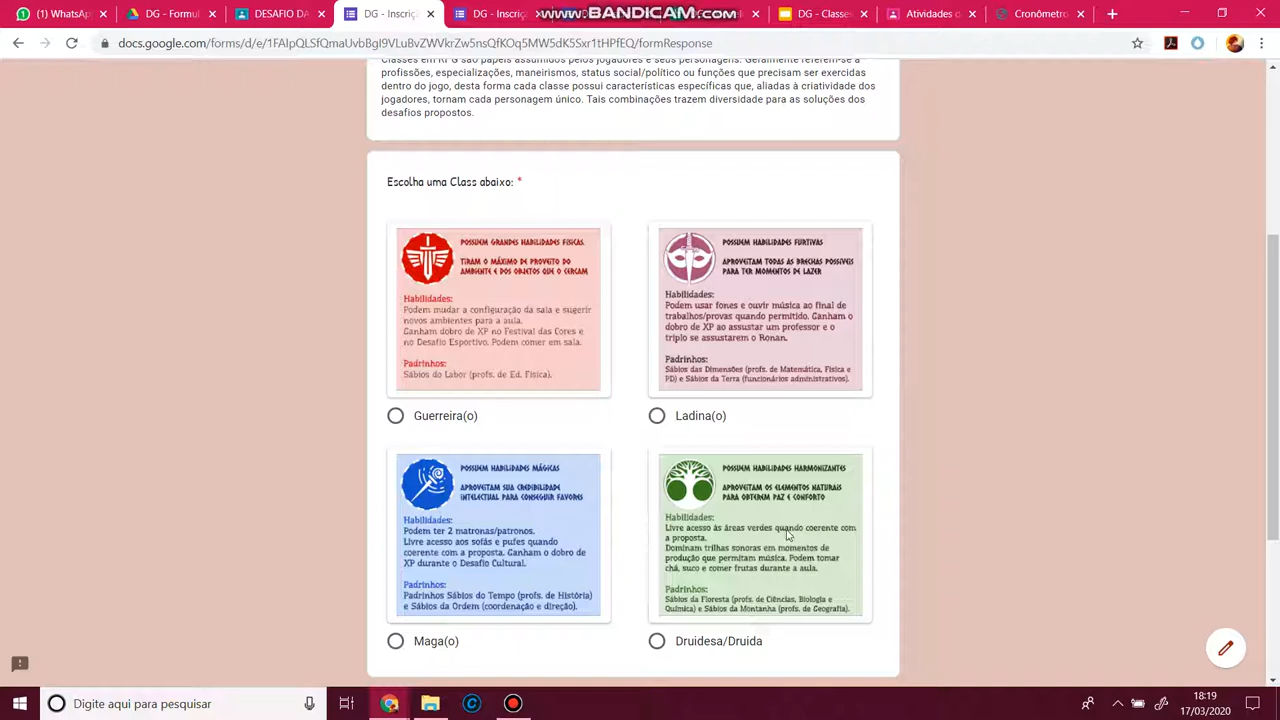 WhatsApp
DG - Formul
DESAFIO DA
DG - Inscriç
DG - Inscriç
www.BANDICAM.com
DG - Classes
Atividades o
Cronômetro
docs.google.com/forms/d/e/1FAIpQLSfQmaUvbBgI9VLuBvZWVkrZw5nsQfKOq5MW5dK5Sxr1tHPfEQ/formResponse
Classes em RPG são papéis assumidos pelos jogadores e seus personagens. Geralmente referem-se a
profissões, especializações, maneirismos, status social/político ou funções que precisam ser exercidas
dentro do jogo, desta forma cada classe possui características específicas que, aliadas à criatividade dos
jogadores, tornam cada personagem único. Tais combinações trazem diversidade para as soluções dos
desafios propostos.
Escolha uma Class abaixo: *
POSSUEM GRANDES HABILIDADES FÍSICAS.
TIRAM O MÁXIMO DE PROVEITO DO
AMBIENTE E DOS OBJETOS QUE O CERCAM
Habilidades:
Podem mudar a configuração da sala e sugerir
novos ambientes para a aula.
Ganham dobro de XP no Festival das Cores e
no Desafio Esportivo. Podem comer em sala.
Padrinhos:
Sábios do Labor (profs. de Ed. Física).
Guerreira(o)
POSSUEM HABILIDADES FURTIVAS
APROVEITAM TODAS AS BRECHAS POSSÍVEIS
PARA TER MOMENTOS DE LAZER
Habilidades:
Podem usar fones e ouvir música ao final de
trabalhos/provas quando permitido. Ganham o
dobro de XP ao assustar um professor e o
triplo se assustarem o Ronan.
Padrinhos:
Sábios das Dimensões (profs. de Matemática, Física e
PD) e Sábios da Terra (funcionários administrativos).
Ladina(o)
POSSUEM HABILIDADES MÁGICAS
APROVEITAM SUA CREDIBILIDADE
INTELECTUAL PARA CONSEGUIR FAVORES
Habilidades:
Podem ter 2 matronas/patronos.
Livre acesso aos sofás e pufes quando
coerente com a proposta. Ganham o dobro de
XP durante o Desafio Cultural.
Padrinhos:
Padrinhos Sábios do Tempo (profs. de História)
e Sábios da Ordem (coordenação e direção).
Maga(o)
POSSUEM HABILIDADES HARMONIZANTES
APROVEITAM OS ELEMENTOS NATURAIS
PARA OBTEREM PAZ E CONFORTO
Habilidades:
Livre acesso às áreas verdes quando coerente com
a proposta.
Dominam trilhas sonoras em momentos de
produção que permitam música. Podem tomar
chá, suco e comer frutas durante a aula.
Padrinhos:
Sábios da Floresta (profs. de Ciências, Biologia e
Química) e Sábios da Montanha (profs. de Geografia).
Druidesa/Druida
Digite aqui para pesquisar
18:19
17/03/2020